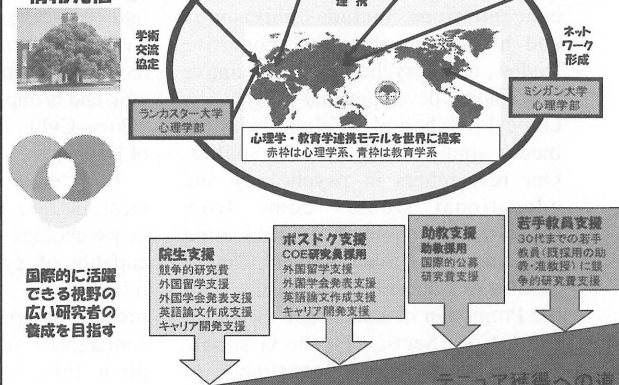 情報発信
連携
学術
交流
協定
ネット
ワーク
形成
ランカスター大学
心理学部
ミシガン大学
心理学部
心理学・教育学連携モデルを世界に提案
赤枠は心理学系、青枠は教育学系
国際的に活躍
できる視野の
広い研究者の
養成を目指す
院生支援
競争的研究費
外国留学支援
外国学会発表支援
英語論文作成支援
キャリア開発支援
ポスドク支援
COE研究員採用
外国留学支援
外国学会発表支援
英語論文作成支援
キャリア開発支援
助教支援
助教採用
国際的公募
研究費支援
若手教員支援
30代までの若手
教員(既採用の助
教・准教授)に競
争的研究費支援
テニュア獲得への道